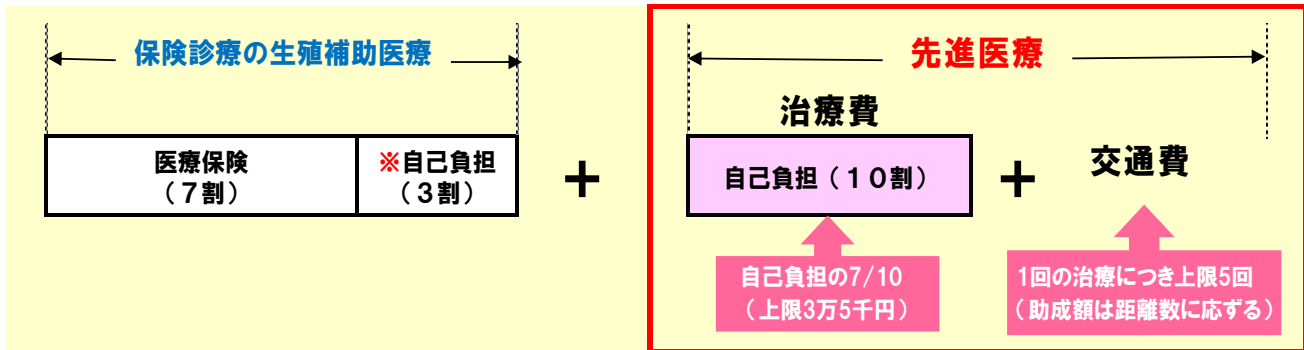 保険診療の生殖補助医療
医療保険
（７割）
※自己負担
（３割）
＋
先進医療
治療費
自己負担（１０割）
＋
交通費
自己負担の7/10
（上限3万5千円）
1回の治療につき上限5回
（助成額は距離数に応ずる）